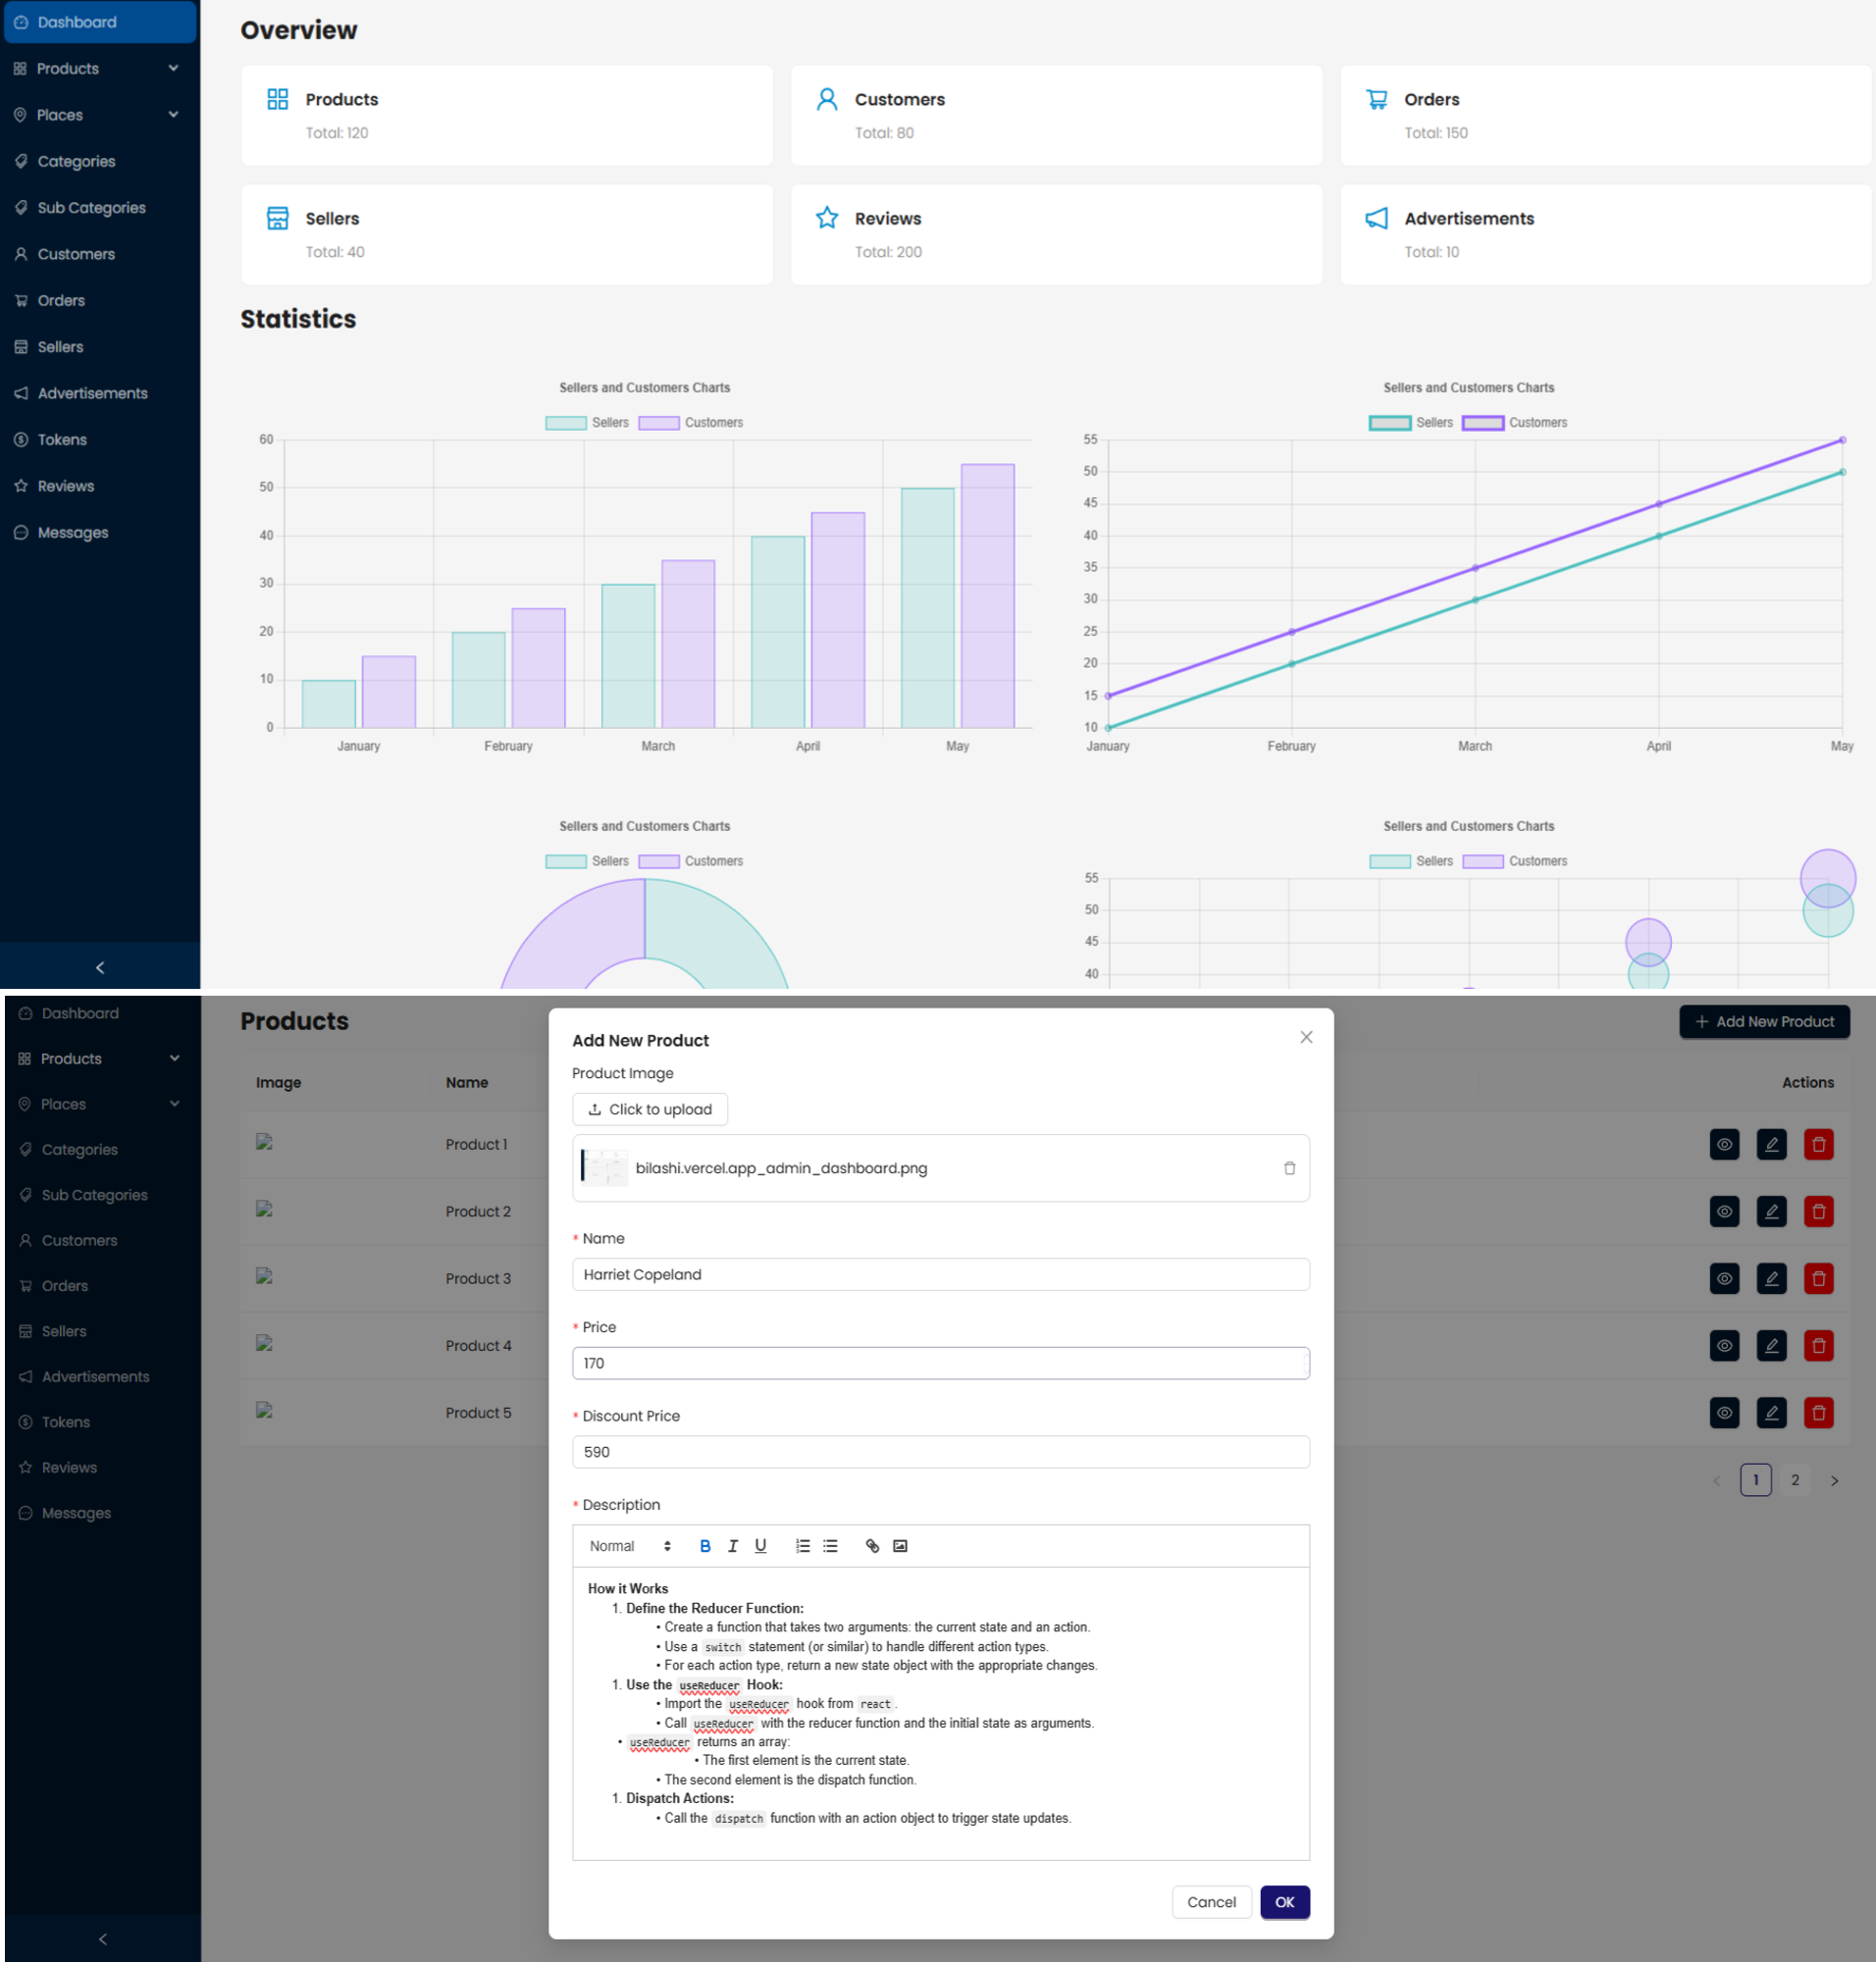 Dashboard
Products
Places
Categories
Sub Categories
Customers
Orders
Sellers
Advertisements
Tokens
Reviews
Messages
Overview
Products
Total: 120
Customers
Total: 80
Orders
Total: 150
Sellers
Total: 40
Reviews
Total: 200
Advertisements
Total: 10
Statistics
Sellers and Customers Charts
Sellers Customers
60
50
40
30
20
10
0
January February March April May
Sellers and Customers Charts
Sellers Customers
55
50
45
40
35
30
25
20
15
10
January February March April May
Sellers and Customers Charts
Sellers Customers
Sellers and Customers Charts
Sellers Customers
55
50
45
40
Dashboard
Products
Places
Categories
Sub Categories
Customers
Orders
Sellers
Advertisements
Tokens
Reviews
Messages
Products
+ Add New Product
Image Name Actions
Product 1
Product 2
Product 3
Product 4
Product 5
1 2
Add New Product
Product Image
Click to upload
bilashi.vercel.app_admin_dashboard.png
* Name
Harriet Copeland
* Price
170
* Discount Price
590
* Description
Normal B I U
How it Works
1. Define the Reducer Function:
• Create a function that takes two arguments: the current state and an action.
• Use a switch statement (or similar) to handle different action types.
• For each action type, return a new state object with the appropriate changes.
1. Use the useReducer Hook:
• Import the useReducer hook from react.
• Call useReducer with the reducer function and the initial state as arguments.
• useReducer returns an array:
• The first element is the current state.
• The second element is the dispatch function.
1. Dispatch Actions:
• Call the dispatch function with an action object to trigger state updates.
Cancel OK